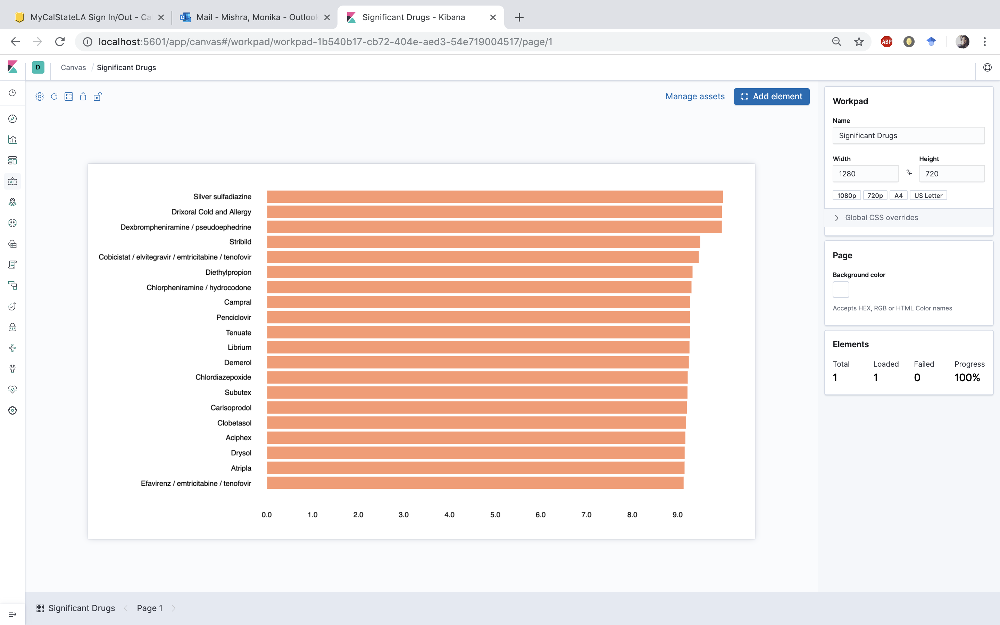 MyCalStateLA Sign In/Out - Ca
Mail - Mishra, Monika - Outlook
Significant Drugs - Kibana
localhost:5601/app/canvas#/workpad/workpad-1b540b17-cb72-404e-aed3-54e719004517/page/1
ABP
D
Canvas / Significant Drugs
Manage assets
Add element
Silver sulfadiazine
Drixoral Cold and Allergy
Dexbrompheniramine / pseudoephedrine
Stribild
Cobicistat / elvitegravir / emtricitabine / tenofovir
Diethylpropion
Chlorpheniramine / hydrocodone
Campral
Penciclovir
Tenuate
Librium
Demerol
Chlordiazepoxide
Subutex
Carisoprodol
Clobetasol
Aciphex
Drysol
Atripla
Efavirenz / emtricitabine / tenofovir
0.0 1.0 2.0 3.0 4.0 5.0 6.0 7.0 8.0 9.0
Workpad
Name
Significant Drugs
Width Height
1280 720
1080p 720p A4 US Letter
Global CSS overrides
Page
Background color
Accepts HEX, RGB or HTML Color names
Elements
Total Loaded Failed Progress
1 1 0 100%
Significant Drugs Page 1